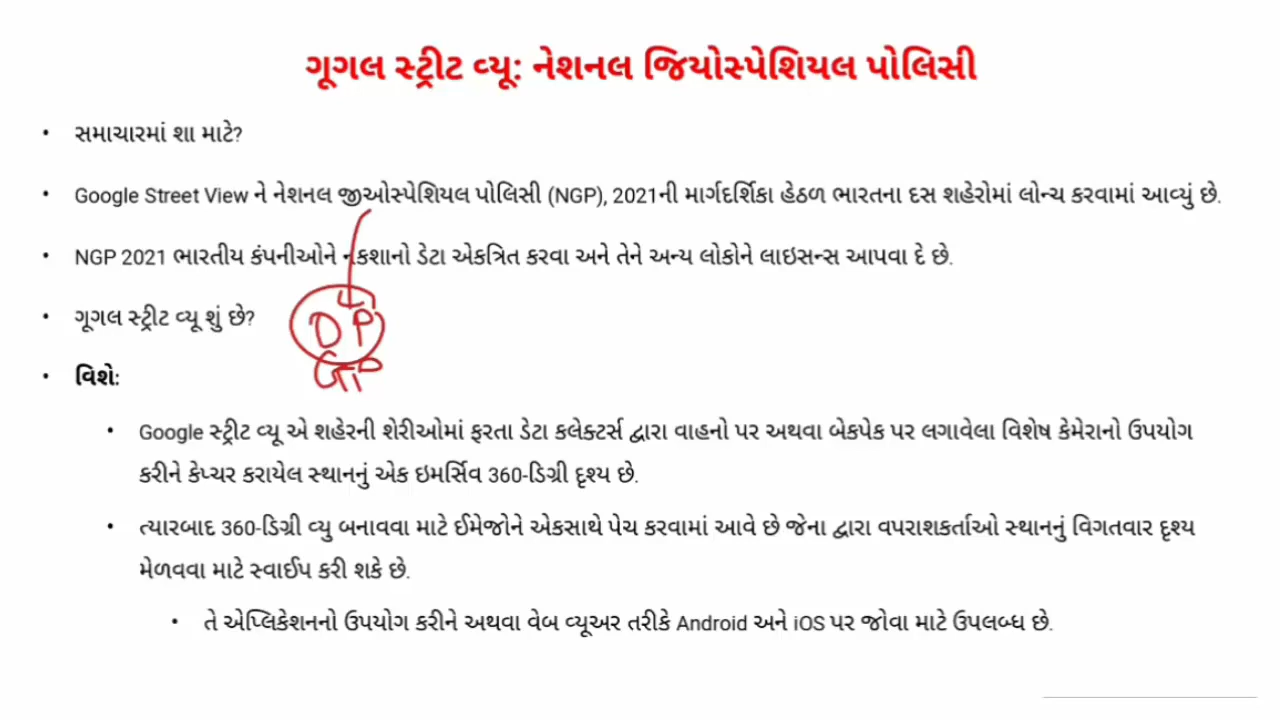 ગૂગલ સ્ટ્રીટ વ્યૂ: નેશનલ જિયોસ્પેશિયલ પોલિસી
• સમાચારમાં શા માટે?
• Google Street View ને નેશનલ જીઓસ્પેશિયલ પોલિસી (NGP), 2021ની માર્ગદર્શિકા હેઠળ ભારતના દસ શહેરોમાં લોન્ચ કરવામાં આવ્યું છે.
• NGP 2021 ભારતીય કંપનીઓને નકશાનો ડેટા એકત્રિત કરવા અને તેને અન્ય લોકોને લાઇસન્સ આપવા દે છે.
• ગૂગલ સ્ટ્રીટ વ્યૂ શું છે?
DP
GIP
• વિશે:
• Google સ્ટ્રીટ વ્યૂ એ શહેરની શેરીઓમાં ફરતા ડેટા કલેક્ટર્સ દ્વારા વાહનો પર અથવા બેકપેક પર લગાવેલા વિશેષ કેમેરાનો ઉપયોગ
કરીને કેપ્ચર કરાયેલ સ્થાનનું એક ઇમર્સિવ 360-ડિગ્રી દૃશ્ય છે.
• ત્યારબાદ 360-ડિગ્રી વ્યુ બનાવવા માટે ઈમેજોને એકસાથે પેચ કરવામાં આવે છે જેના દ્વારા વપરાશકર્તાઓ સ્થાનનું વિગતવાર દૃશ્ય
મેળવવા માટે સ્વાઈપ કરી શકે છે.
• તે એપ્લિકેશનનો ઉપયોગ કરીને અથવા વેબ વ્યૂઅર તરીકે Android અને iOS પર જોવા માટે ઉપલબ્ધ છે.